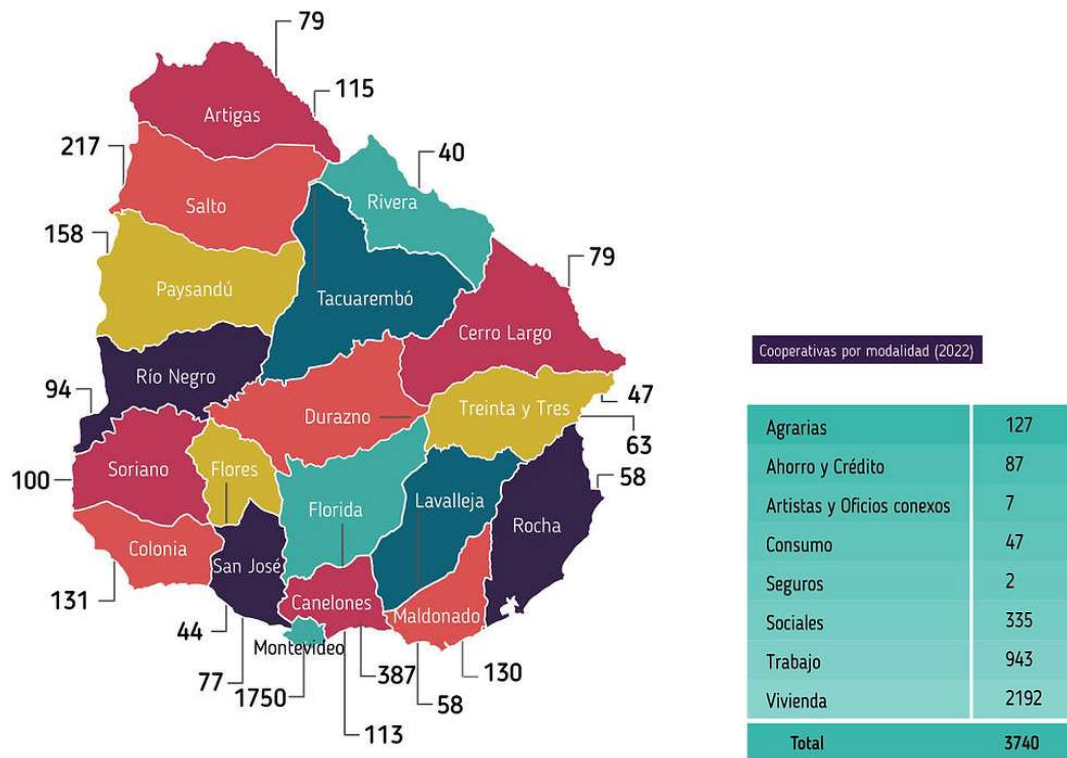 79
115
Artigas
217
40
Salto
Rivera
158
79
Paysandú
Tacuarembó
Cerro Largo
Cooperativas por modalidad (2022)
Río Negro
94
47
Durazno
Treinta y Tres
63
Soriano
Flores
58
100
Lavalleja
Florida
Rocha
Colonia
San José
131
Canelones
Maldonado
44
Montevideo
77
1750
387
130
58
113
Agrarias 127
Ahorro y Crédito 87
Artistas y Oficios conexos 7
Consumo 47
Seguros 2
Sociales 335
Trabajo 943
Vivienda 2192
Total 3740